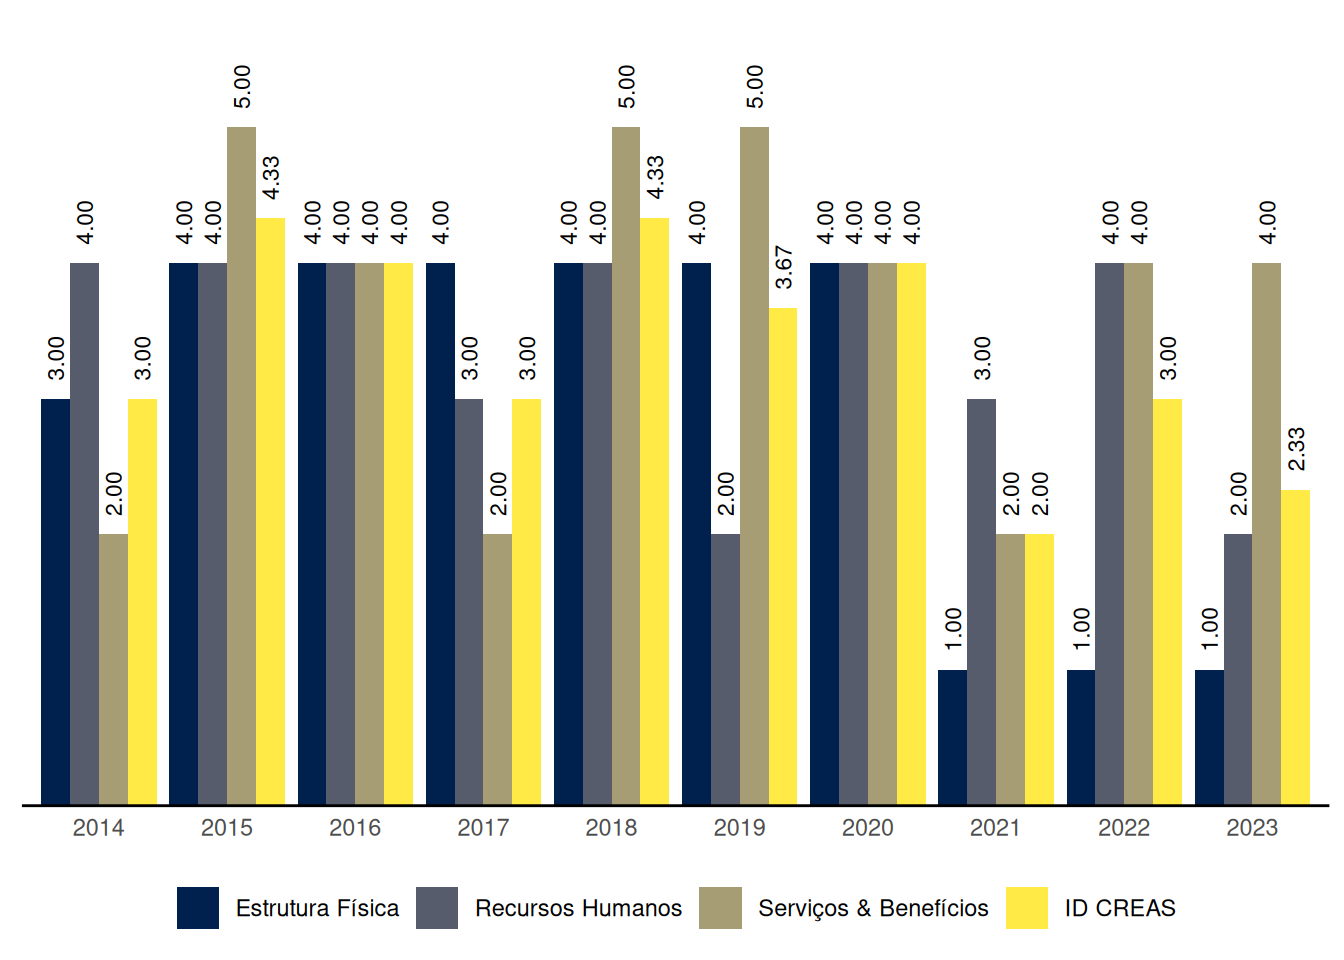 5.00 5.00 5.00
4.33 4.33
4.00 4.00 4.00 4.00 4.00 4.00 4.00 4.00 4.00 4.00 4.00 4.00 4.00 4.00 4.00 4.00 4.00 4.00
3.67
3.00 3.00 3.00 3.00 3.00 3.00
2.33
2.00 2.00 2.00 2.00 2.00 2.00
1.00 1.00 1.00
2014 2015 2016 2017 2018 2019 2020 2021 2022 2023
Estrutura Física Recursos Humanos Serviços & Benefícios ID CREAS